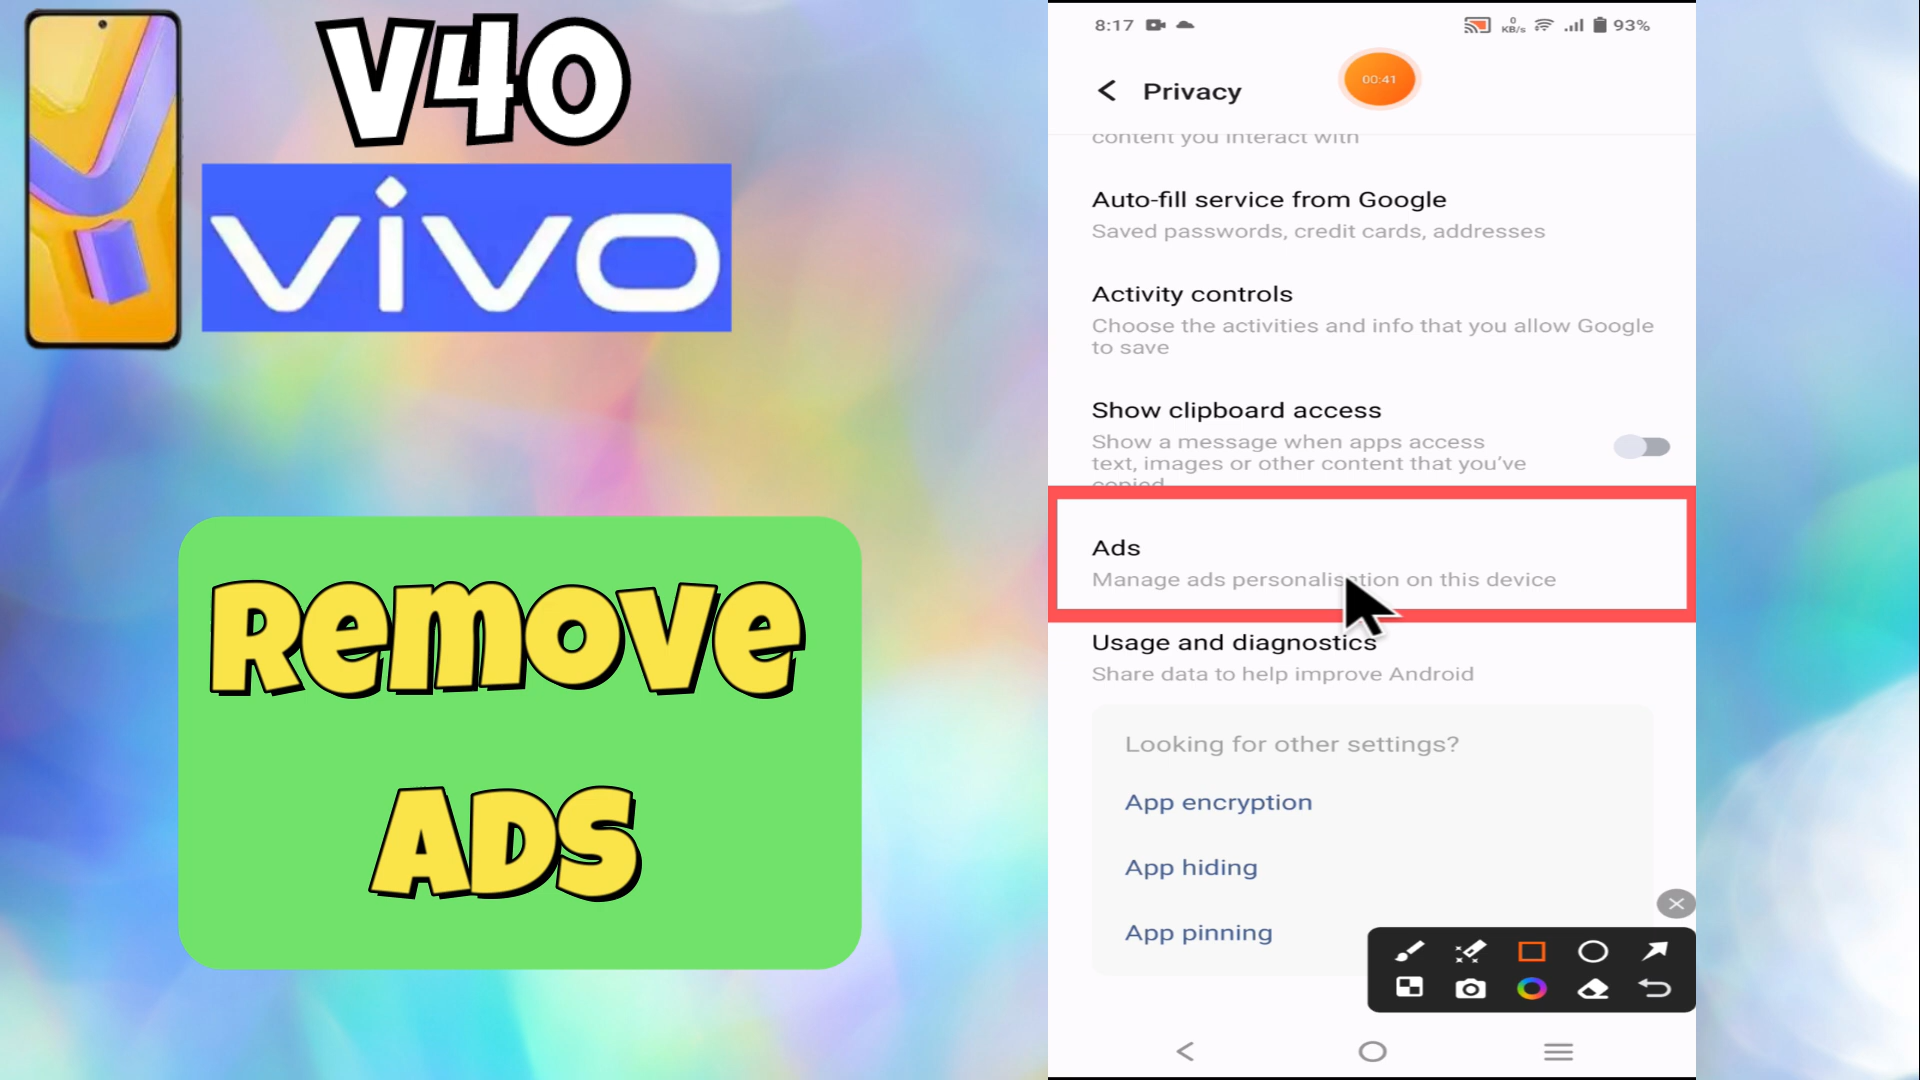 V40
vivo
Remove
ADS
8:17
0
KB/s
93%
Privacy
00:41
content you interact with
Auto-fill service from Google
Saved passwords, credit cards, addresses
Activity controls
Choose the activities and info that you allow Google
to save
Show clipboard access
Show a message when apps access
text, images or other content that you've
copied
Ads
Manage ads personalisation on this device
Usage and diagnostics
Share data to help improve Android
Looking for other settings?
App encryption
App hiding
App pinning